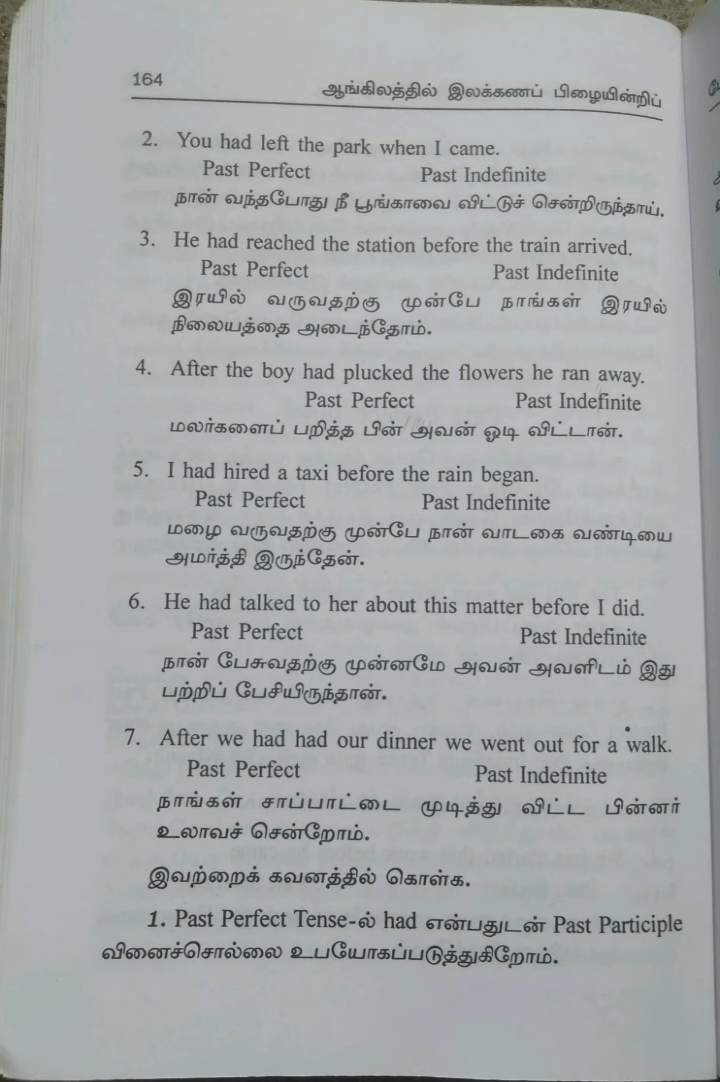 164
ஆங்கிலத்தில் இலக்கணப் பிழையின்றிப்
2. You had left the park when I came.
Past Perfect Past Indefinite
நான் வந்தபோது நீ பூங்காவை விட்டுச் சென்றிருந்தாய்.
3. He had reached the station before the train arrived.
Past Perfect Past Indefinite
இரயில் வருவதற்கு முன்பே நாங்கள் இரயில்
நிலையத்தை அடைந்தோம்.
4. After the boy had plucked the flowers he ran away.
Past Perfect Past Indefinite
மலர்களைப் பறித்த பின் அவன் ஓடி விட்டான்.
5. I had hired a taxi before the rain began.
Past Perfect Past Indefinite
மழை வருவதற்கு முன்பே நான் வாடகை வண்டியை
அமர்த்தி இருந்தேன்.
6. He had talked to her about this matter before I did.
Past Perfect Past Indefinite
நான் பேசுவதற்கு முன்னமே அவன் அவளிடம் இது
பற்றிப் பேசியிருந்தான்.
7. After we had had our dinner we went out for a walk.
Past Perfect Past Indefinite
நாங்கள் சாப்பாட்டை முடித்து விட்ட பின்னர்
உலாவச் சென்றோம்.
இவற்றைக் கவனத்தில் கொள்க.
1. Past Perfect Tense-ல் had என்பதுடன் Past Participle
வினைச்சொல்லை உபயோகப்படுத்துகிறோம்.